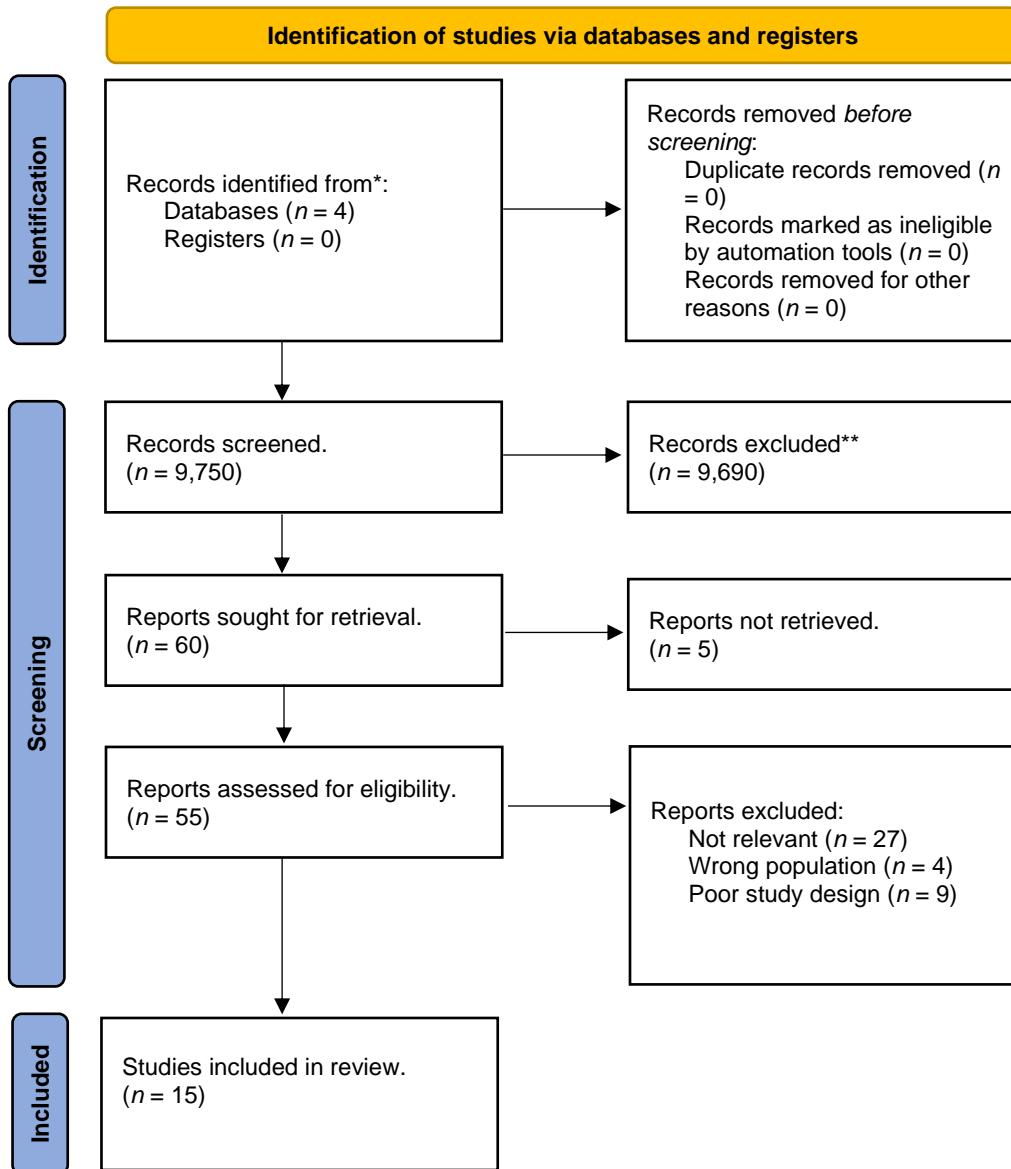 Identification of studies via databases and registers
Identification
Records identified from*:
Databases (n = 4)
Registers (n = 0)
Records removed before
screening:
Duplicate records removed (n
= 0)
Records marked as ineligible
by automation tools (n = 0)
Records removed for other
reasons (n = 0)
Screening
Records screened.
(n = 9,750)
Records excluded**
(n = 9,690)
Reports sought for retrieval.
(n = 60)
Reports not retrieved.
(n = 5)
Reports assessed for eligibility.
(n = 55)
Reports excluded:
Not relevant (n = 27)
Wrong population (n = 4)
Poor study design (n = 9)
Included
Studies included in review.
(n = 15)